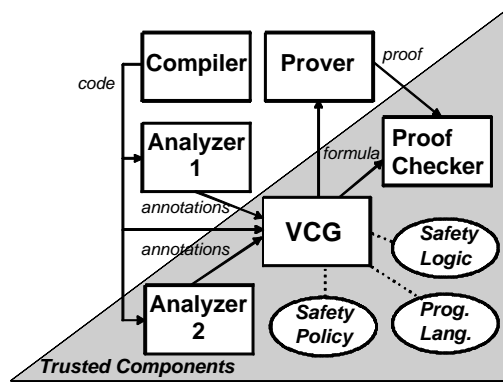 Compiler
Prover
proof
code
Analyzer
1
formula
Proof
Checker
annotations
VCG
Safety
Logic
annotations
Analyzer
2
Safety
Policy
Prog.
Lang.
Trusted Components